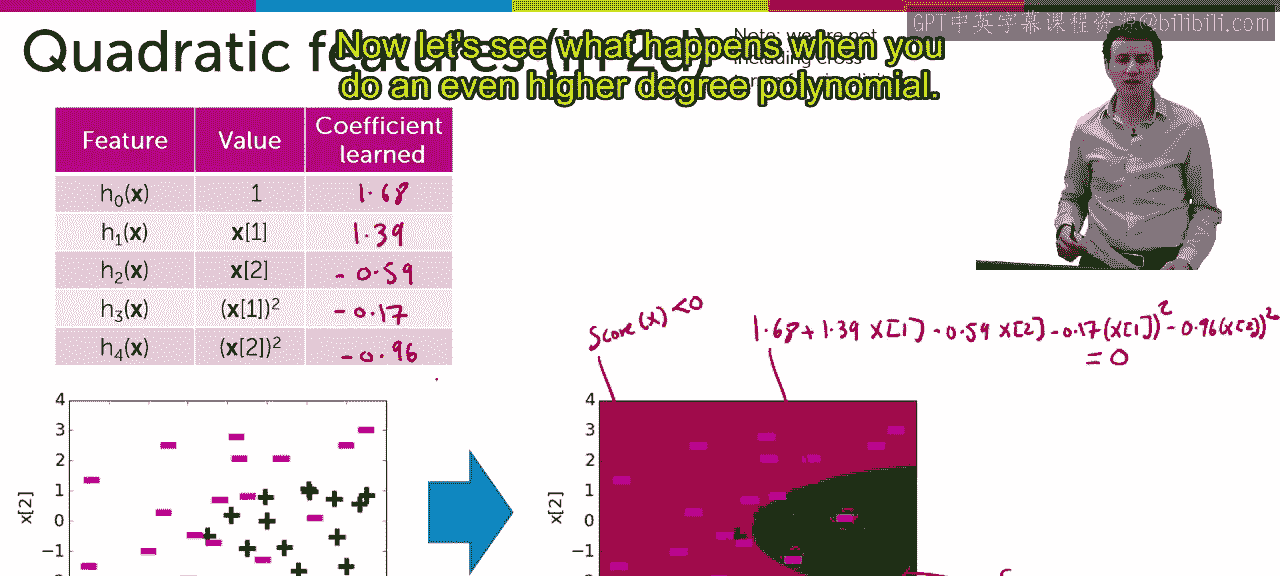 GPT中英字幕课程资源@bilibili.com
Quadratic features (in 2d)
Note: we are not
including cross
Now let's see what happens when you
do an even higher degree polynomial.
Feature Value Coefficient learned
h0(x) 1 1.68
h1(x) x[1] 1.39
h2(x) x[2] -0.59
h3(x) (x[1])² -0.17
h4(x) (x[2])² -0.96
Score(x) <0
1.68 + 1.39 x[1] - 0.59 x[2] - 0.17(x[1])² - 0.96(x[2])²
= 0
4
3
2
1
0
−1
x[2]
4
3
2
1
0
−1
x[2]